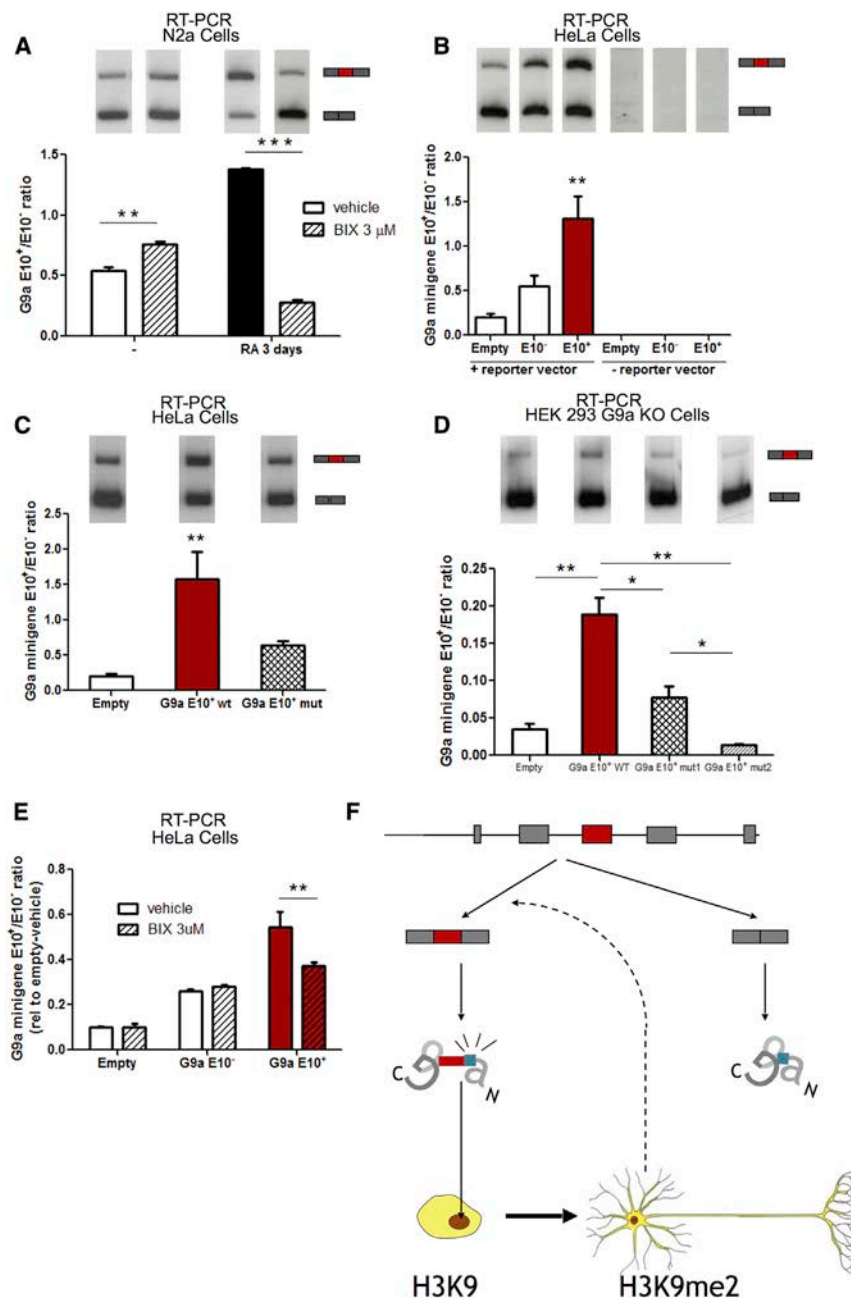 A
RT-PCR
N2a Cells
G9a E10⁺/E10⁻ ratio
1.5
1.0
0.5
0.0
**
***
vehicle
BIX 3 µM
-
RA 3 days
B
RT-PCR
HeLa Cells
G9a minigene E10⁺/E10⁻ ratio
2.0
1.5
1.0
0.5
0.0
**
Empty E10⁻ E10⁺ Empty E10⁻ E10⁺
+ reporter vector - reporter vector
C
RT-PCR
HeLa Cells
G9a minigene E10⁺/E10⁻ ratio
2.5
2.0
1.5
1.0
0.5
0.0
**
Empty G9a E10⁺ wt G9a E10⁺ mut
D
RT-PCR
HEK 293 G9a KO Cells
G9a minigene E10⁺/E10⁻ ratio
0.25
0.20
0.15
0.10
0.05
0.00
**
**
*
*
Empty G9a E10⁺ WT G9a E10⁺ mut1 G9a E10⁺ mut2
E
RT-PCR
HeLa Cells
G9a minigene E10⁺/E10⁻ ratio
(rel to empty-vehicle)
0.8
0.6
0.4
0.2
0.0
vehicle
BIX 3uM
**
Empty G9a E10⁻ G9a E10⁺
F
C G9a N
C G9a N
H3K9 H3K9me2